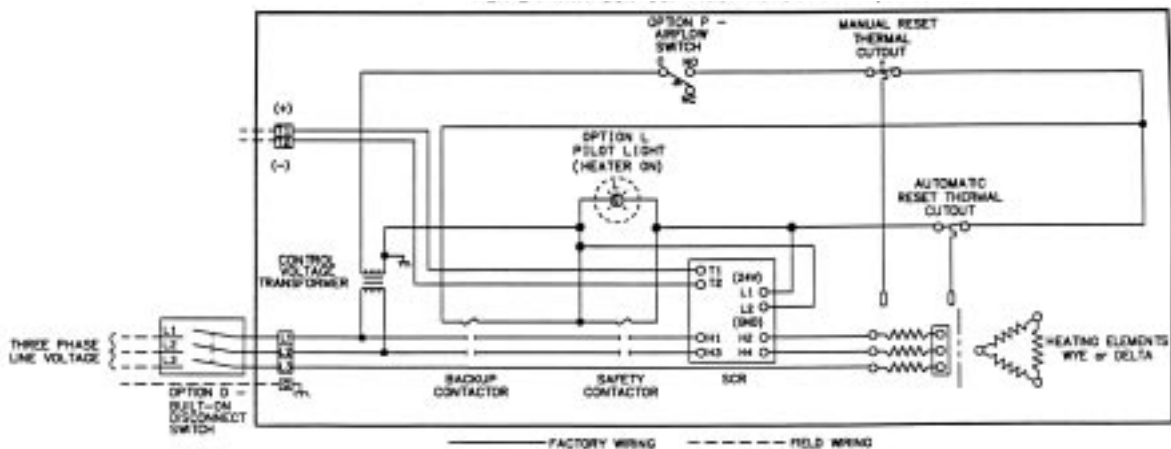 OPTION P -
AIRFLOW
SWITCH
C NO
MANUAL RESET
THERMAL
CUTOUT
(+)
T1
T2
(-)
OPTION L
PILOT LIGHT
(HEATER ON)
AUTOMATIC
RESET THERMAL
CUTOUT
CONTROL
VOLTAGE
TRANSFORMER
T1
T2
(24V)
L1
L2
(GND)
THREE PHASE
LINE VOLTAGE
L1
L2
L3
L1
L2
L3
H1 H2
H3 H4
HEATING ELEMENTS
WYE or DELTA
OPTION D -
BUILT-ON
DISCONNECT
SWITCH
BACKUP
CONTACTOR
SAFETY
CONTACTOR
SCR
FACTORY WIRING
FIELD WIRING